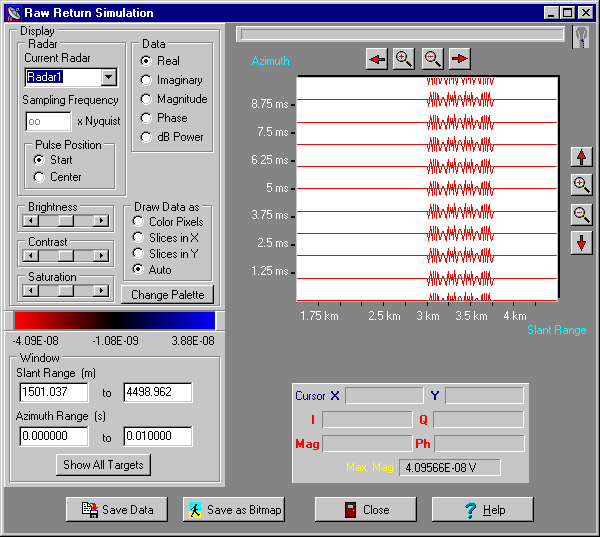 Raw Return Simulation
Display
Radar
Current Radar
Radar1
Sampling Frequency
oo x Nyquist
Pulse Position
Start
Center
Data
Real
Imaginary
Magnitude
Phase
dB Power
Brightness
Contrast
Saturation
Draw Data as
Color Pixels
Slices in X
Slices in Y
Auto
Change Palette
-4.09E-08 -1.08E-09 3.88E-08
Window
Slant Range (m)
1501.037 to 4498.962
Azimuth Range (s)
0.000000 to 0.010000
Show All Targets
Azimuth
8.75 ms
7.5 ms
6.25 ms
5 ms
3.75 ms
2.5 ms
1.25 ms
1.75 km 2.5 km 3 km 3.25 km 4 km
Slant Range
Cursor X Y
I Q
Mag Ph
Max. Mag 4.09566E-08 V
Save Data Save as Bitmap Close Help